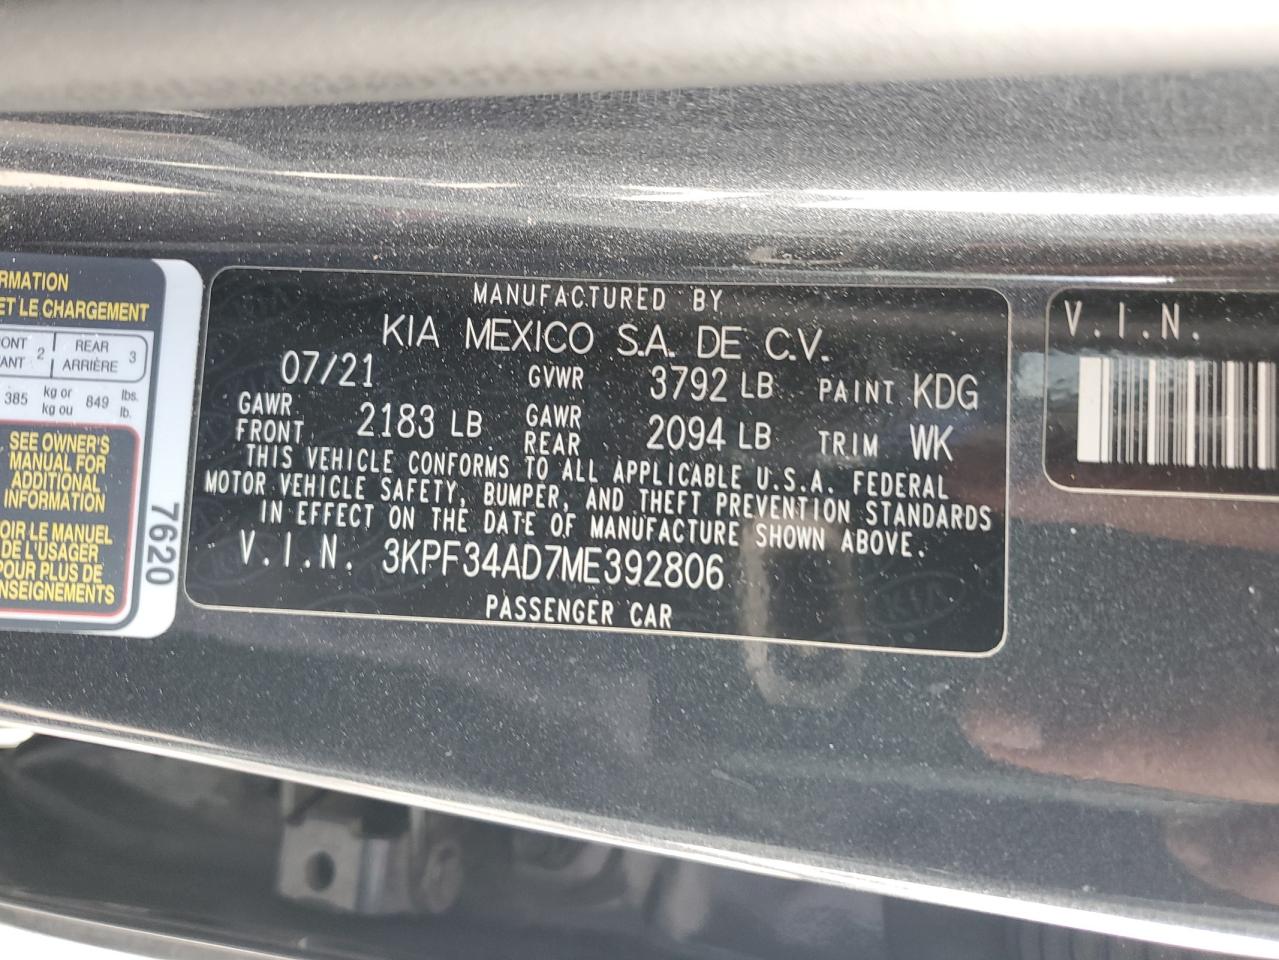 RMATION
ET LE CHARGEMENT
2 REAR 3
ARRIÈRE
385 kg or 849 lbs.
kg ou lb.
SEE OWNER'S
MANUAL FOR
ADDITIONAL
INFORMATION
OIR LE MANUEL
DE L'USAGER
POUR PLUS DE
NSEIGNEMENTS
7620
MANUFACTURED BY
KIA MEXICO S.A. DE C.V.
07/21 GVWR 3792 LB PAINT KDG
GAWR FRONT 2183 LB GAWR REAR 2094 LB TRIM WK
THIS VEHICLE CONFORMS TO ALL APPLICABLE U.S.A. FEDERAL
MOTOR VEHICLE SAFETY, BUMPER, AND THEFT PREVENTION STANDARDS
IN EFFECT ON THE DATE OF MANUFACTURE SHOWN ABOVE.
V.I.N. 3KPF34AD7ME392806
PASSENGER CAR
V.I.N.